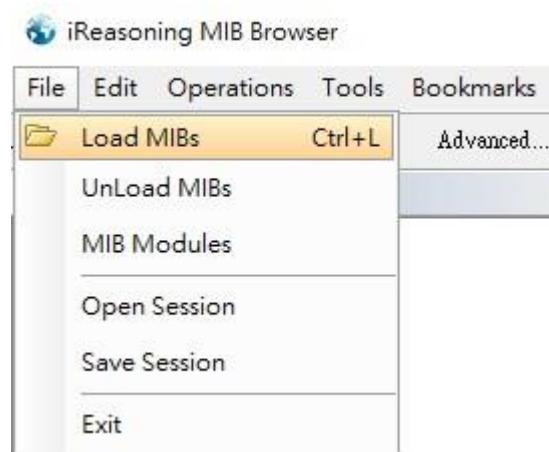 iReasoning MIB Browser
File Edit Operations Tools Bookmarks
Load MIBs Ctrl+L Advanced...
UnLoad MIBs
MIB Modules
Open Session
Save Session
Exit